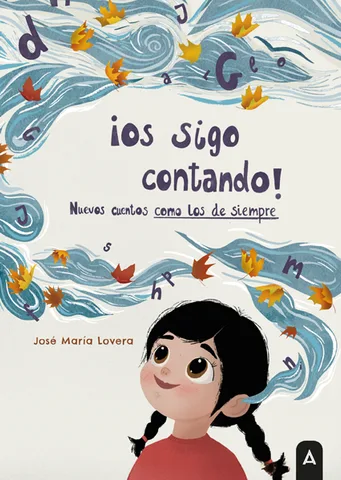 ¡os sigo
contando!
Nuevos cuentos como los de siempre
José María Lovera
A